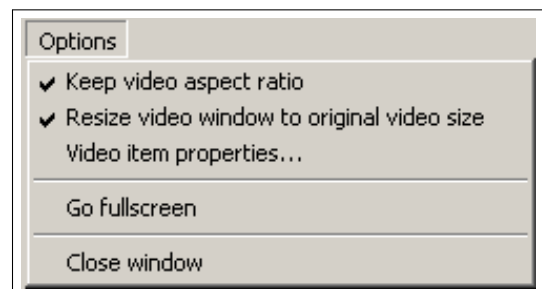 Options
Keep video aspect ratio
Resize video window to original video size
Video item properties...
Go fullscreen
Close window